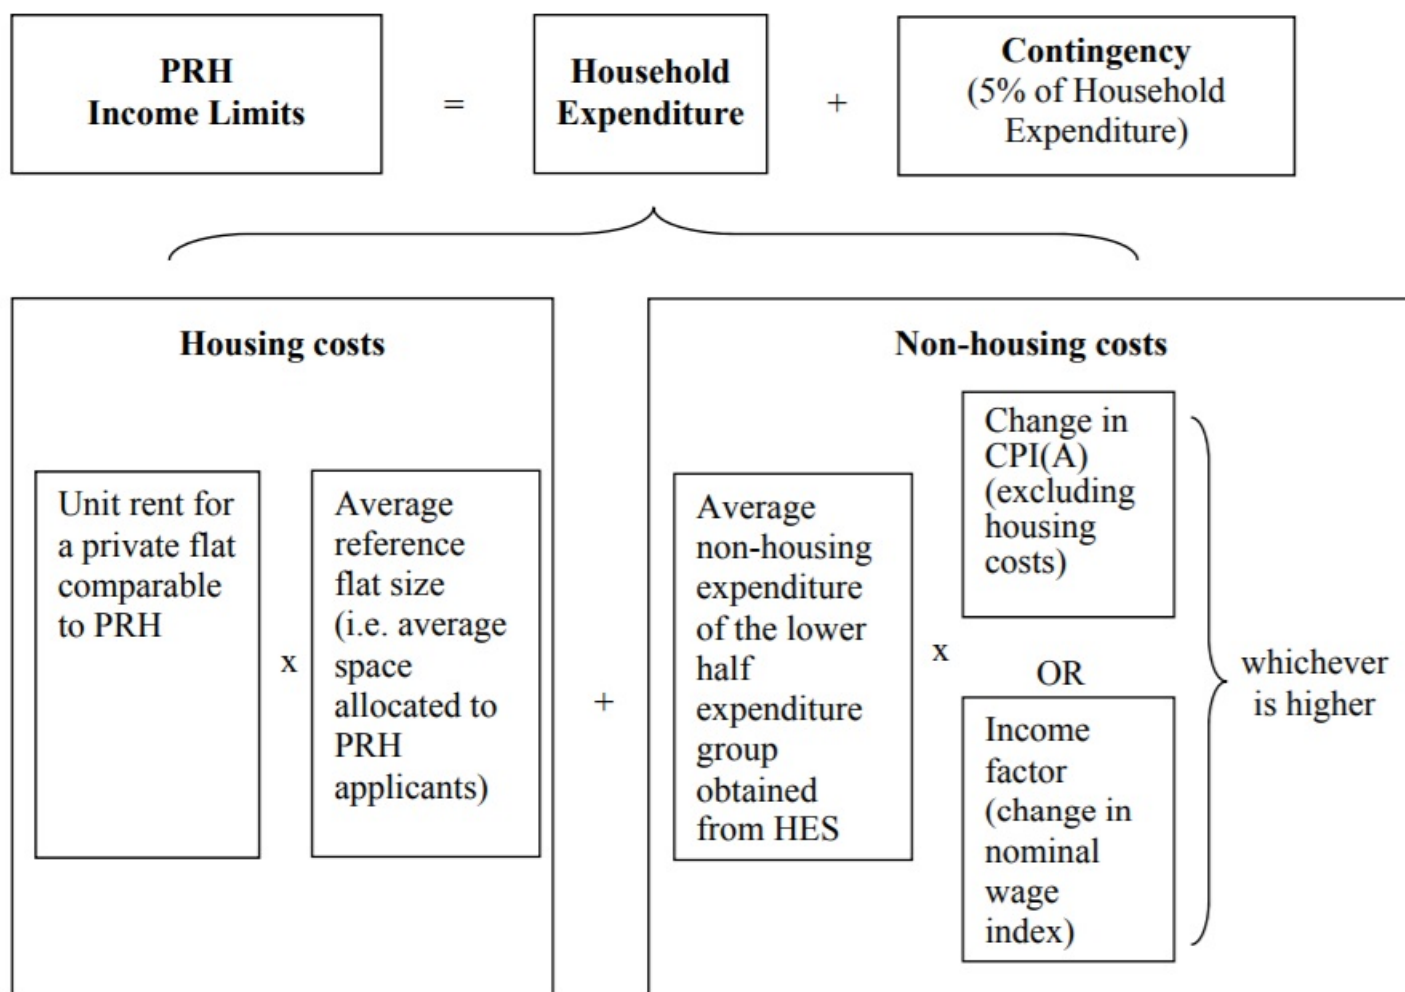 PRH
Income Limits
=
Household
Expenditure
+
Contingency
(5% of Household
Expenditure)
Housing costs
Unit rent for
a private flat
comparable
to PRH
x
Average
reference
flat size
(i.e. average
space
allocated to
PRH
applicants)
+
Non-housing costs
Average
non-housing
expenditure
of the lower
half
expenditure
group
obtained
from HES
x
Change in
CPI(A)
(excluding
housing
costs)
OR
Income
factor
(change in
nominal
wage
index)
whichever
is higher